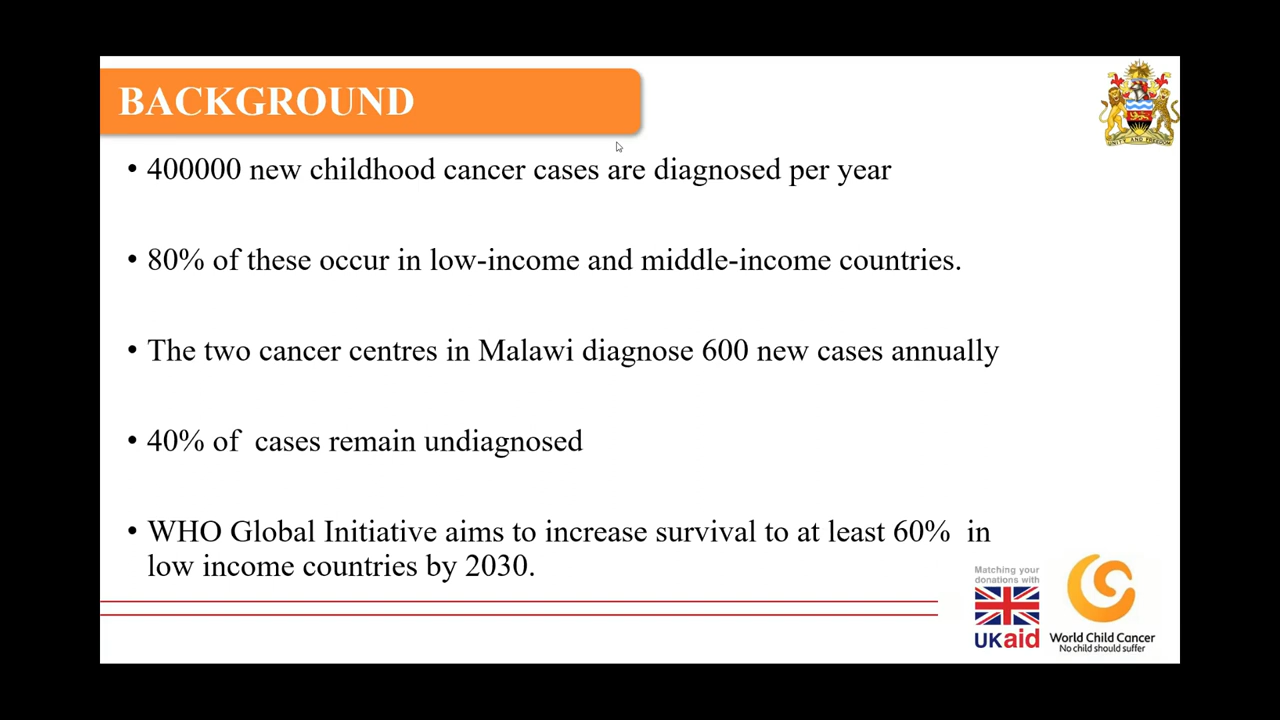 BACKGROUND
• 400000 new childhood cancer cases are diagnosed per year
• 80% of these occur in low-income and middle-income countries.
• The two cancer centres in Malawi diagnose 600 new cases annually
• 40% of  cases remain undiagnosed
• WHO Global Initiative aims to increase survival to at least 60%  in
low income countries by 2030.
UNITY AND FREEDOM
Matching your
donations with
UKaid
World Child Cancer
No child should suffer